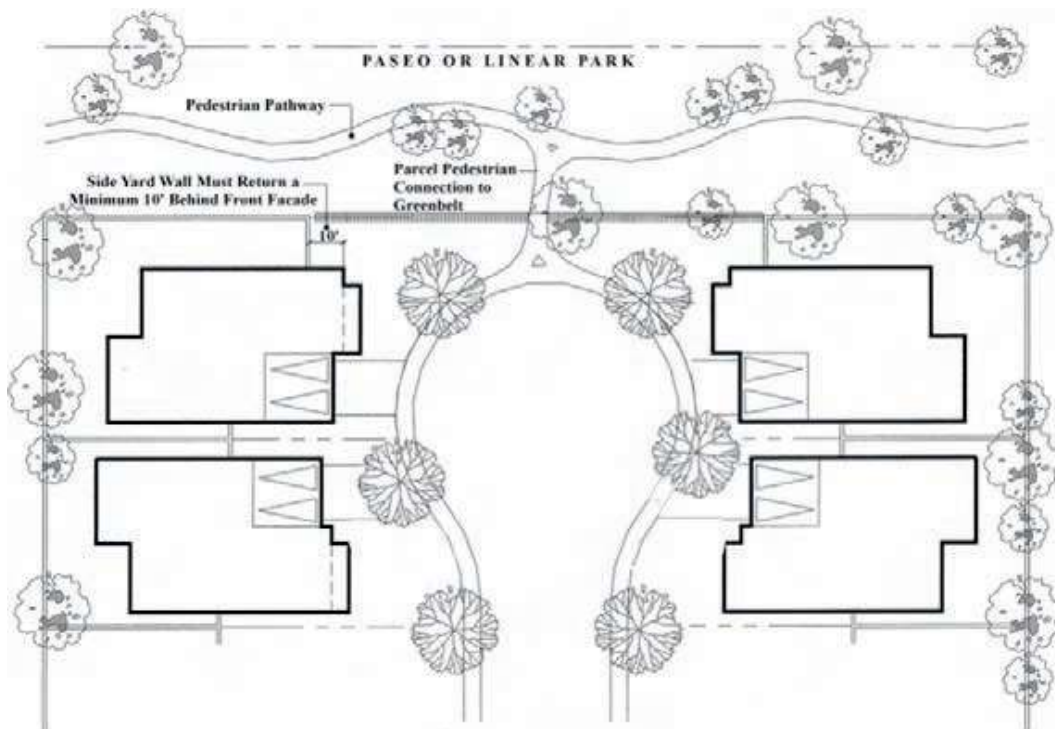 PASEO OR LINEAR PARK
Pedestrian Pathway
Parcel Pedestrian
Connection to
Greenbelt
Side Yard Wall Must Return a
Minimum 10' Behind Front Facade
10'